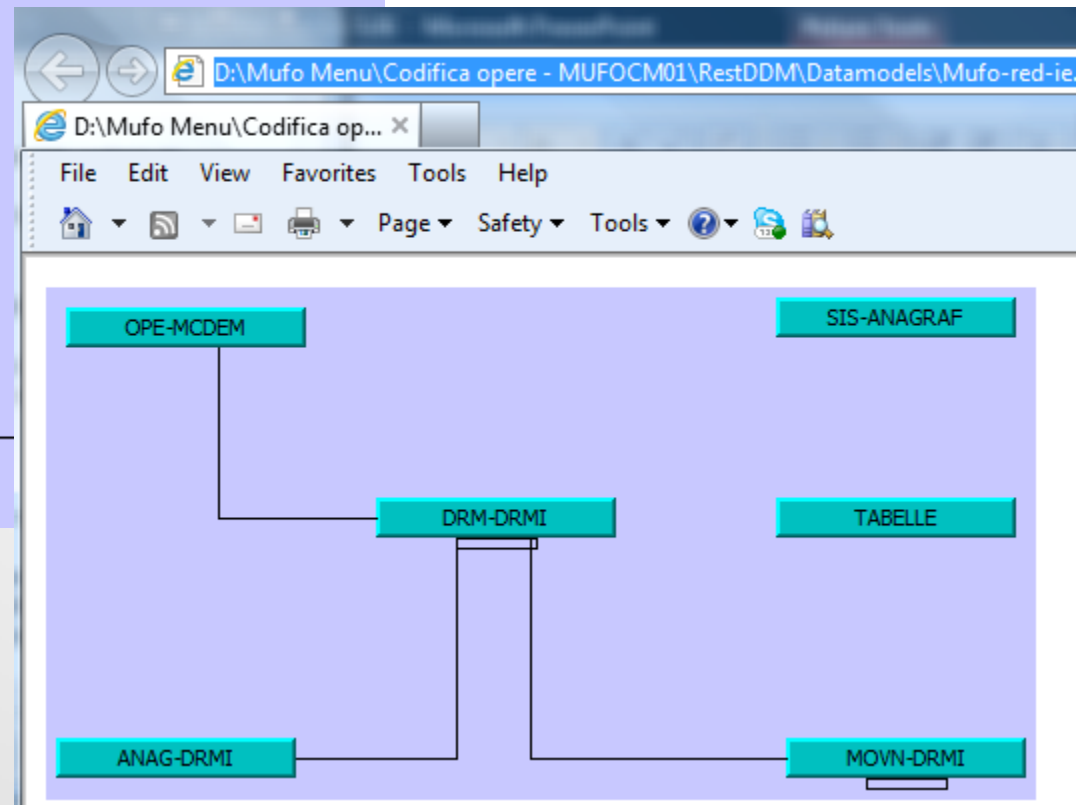 D:\Mufo Menu\Codifica opere - MUFOCM01\RestDDM\Datamodels\Mufo-red-ie.
D:\Mufo Menu\Codifica op...
File Edit View Favorites Tools Help
Page Safety Tools
OPE-MCDEM
SIS-ANAGRAF
DRM-DRMI
TABELLE
ANAG-DRMI
MOVN-DRMI